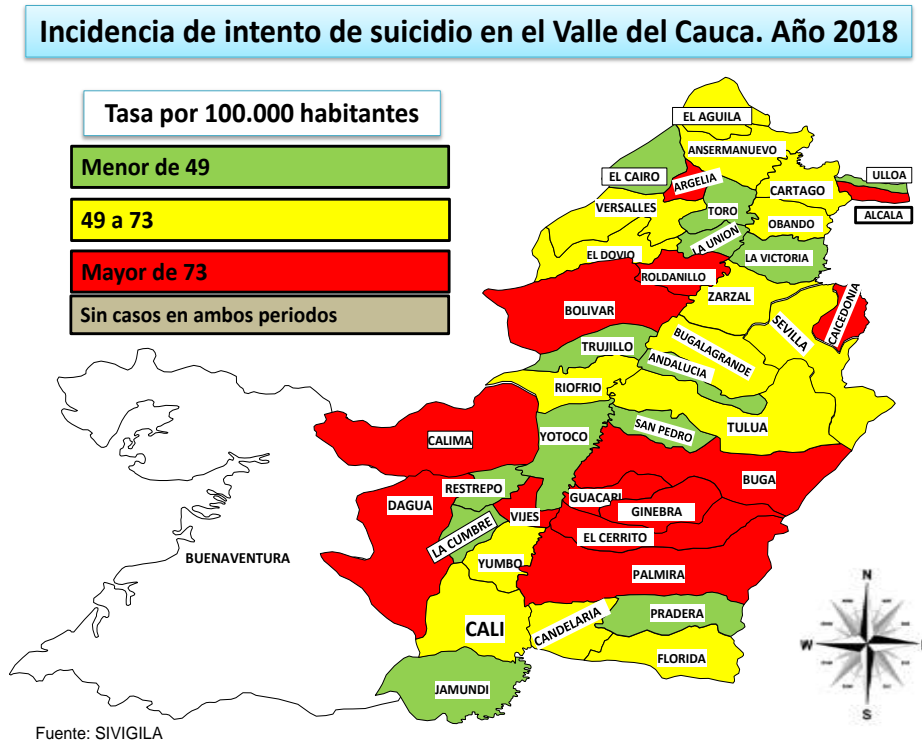 Incidencia de intento de suicidio en el Valle del Cauca. Año 2018
Tasa por 100.000 habitantes
Menor de 49
49 a 73
Mayor de 73
Sin casos en ambos periodos
EL AGUILA
ANSERMANUEVO
EL CAIRO
ARGELIA
CARTAGO
ULLOA
ALCALA
VERSALLES
TORO
OBANDO
LA UNION
EL DOVIO
LA VICTORIA
ROLDANILLO
ZARZAL
BOLIVAR
SEVILLA
CAICEDONIA
TRUJILLO
BUGALAGRANDE
ANDALUCIA
RIOFRIO
CALIMA
YOTOCO
SAN PEDRO
TULUA
RESTREPO
BUGA
DAGUA
GUACARI
VIJES
GINEBRA
LA CUMBRE
EL CERRITO
BUENAVENTURA
YUMBO
PALMIRA
CALI
CANDELARIA
PRADERA
FLORIDA
JAMUNDI
N
W
S
Fuente: SIVIGILA